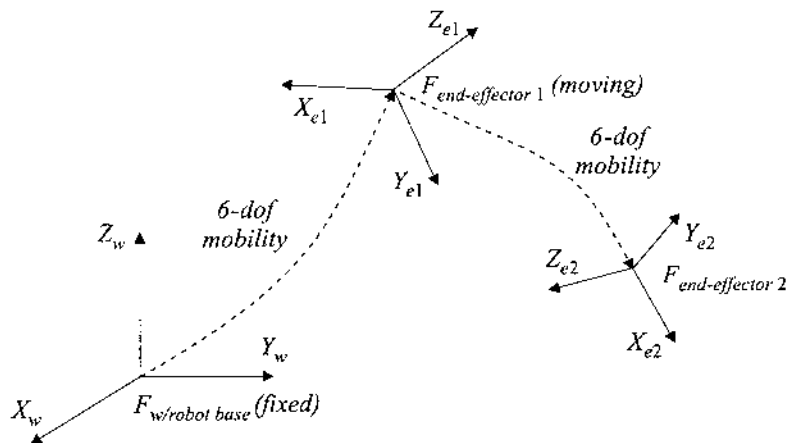 Z_e1
F_end-effector 1 (moving)
X_e1
6-dof
mobility
Y_e1
6-dof
mobility
Z_w
Y_e2
Z_e2
F_end-effector 2
X_e2
Y_w
X_w
F_w/robot base (fixed)